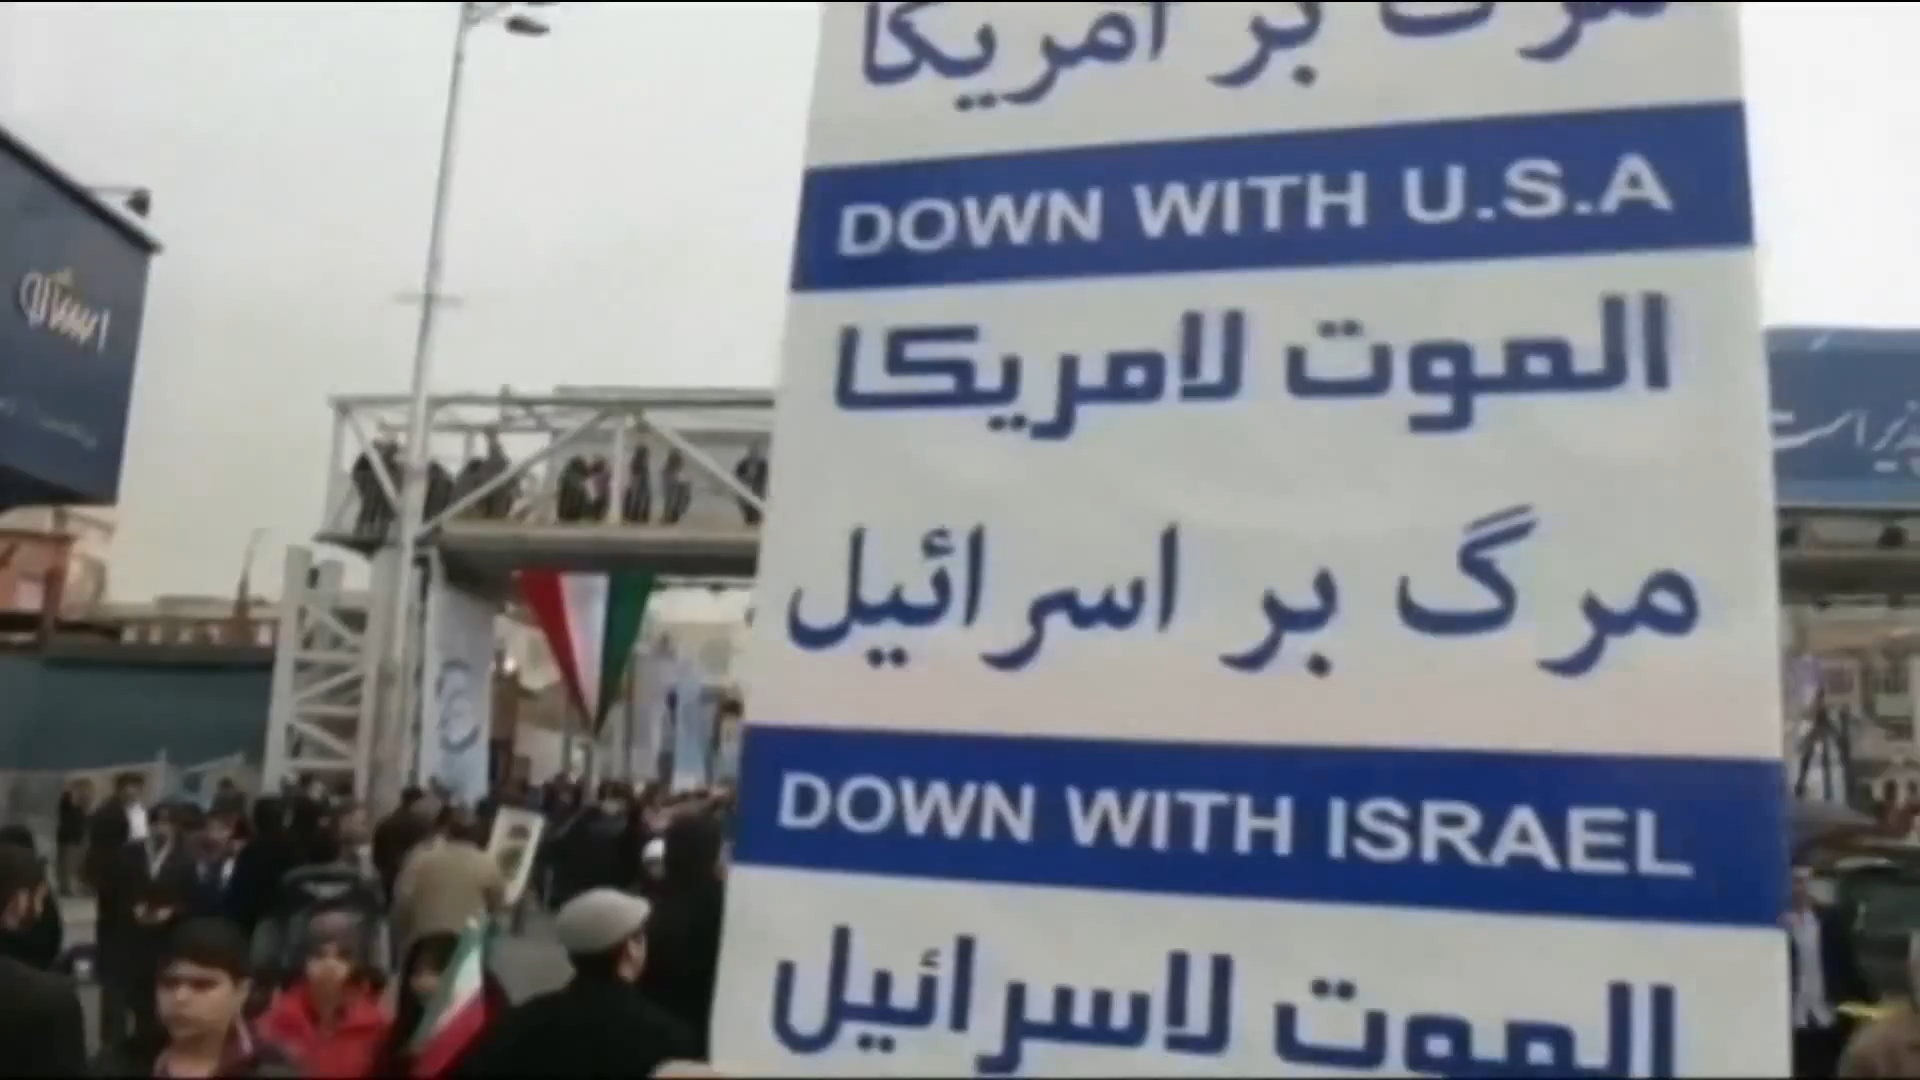 مرگ بر امریکا
DOWN WITH U.S.A
الموت لامریکا
مرگ بر اسرائیل
DOWN WITH ISRAEL
الموت لاسرائیل